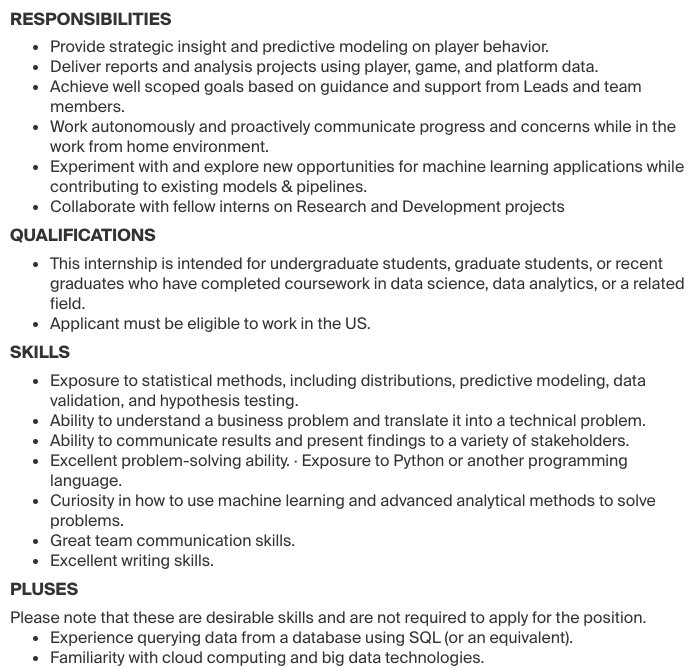 RESPONSIBILITIES
• Provide strategic insight and predictive modeling on player behavior.
• Deliver reports and analysis projects using player, game, and platform data.
• Achieve well scoped goals based on guidance and support from Leads and team
members.
• Work autonomously and proactively communicate progress and concerns while in the
work from home environment.
• Experiment with and explore new opportunities for machine learning applications while
contributing to existing models & pipelines.
• Collaborate with fellow interns on Research and Development projects
QUALIFICATIONS
• This internship is intended for undergraduate students, graduate students, or recent
graduates who have completed coursework in data science, data analytics, or a related
field.
• Applicant must be eligible to work in the US.
SKILLS
• Exposure to statistical methods, including distributions, predictive modeling, data
validation, and hypothesis testing.
• Ability to understand a business problem and translate it into a technical problem.
• Ability to communicate results and present findings to a variety of stakeholders.
• Excellent problem-solving ability. · Exposure to Python or another programming
language.
• Curiosity in how to use machine learning and advanced analytical methods to solve
problems.
• Great team communication skills.
• Excellent writing skills.
PLUSES
Please note that these are desirable skills and are not required to apply for the position.
• Experience querying data from a database using SQL (or an equivalent).
• Familiarity with cloud computing and big data technologies.